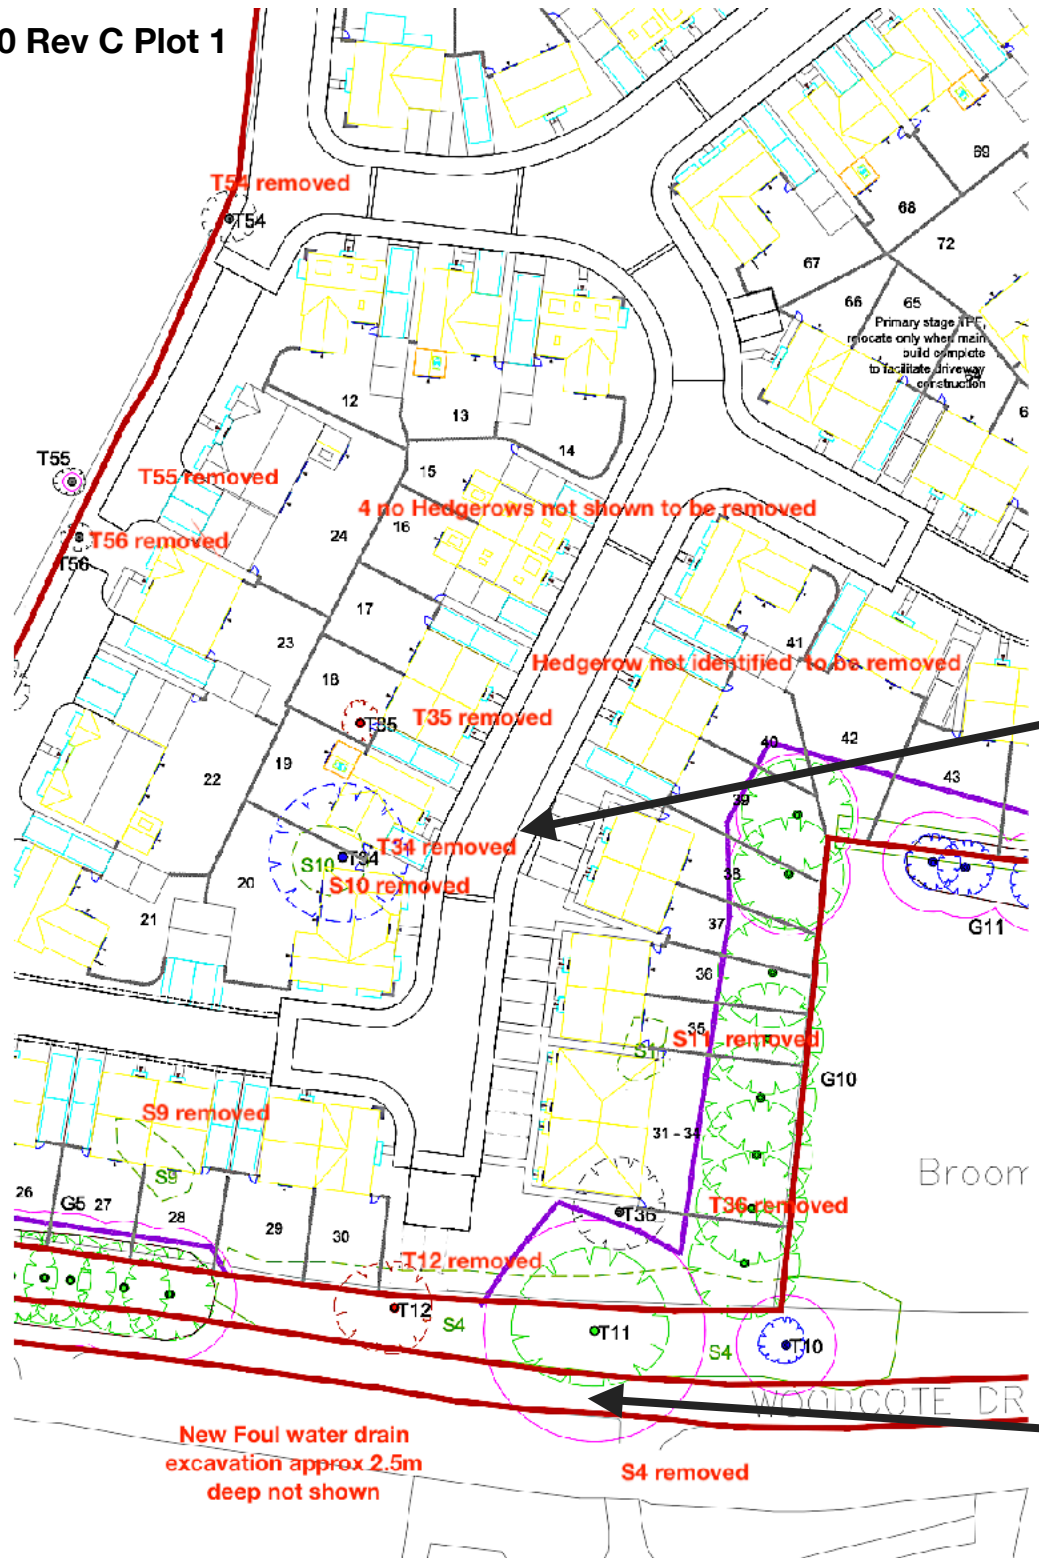 0 Rev C Plot 1
T54 removed
T54
69
68
72
67
66
65
Primary stage TPF,
relocate only when main
build complete
to facilitate driveway
construction
64
6
12
13
14
T55
15
T55 removed
4 no Hedgerows not shown to be removed
16
24
T56 removed
T56
17
23
41
Hedgerow not identified to be removed
18
T35 removed
T35
42
40
19
22
43
39
T34 removed
T34
S10
S10 removed
38
20
21
37
G11
36
35
S11 removed
S11
G10
S9 removed
31 - 34
Broom
S9
26
G5
27
28
T36 removed
T36
29
30
T12 removed
T12
S4
T11
S4
T10
WOODCOTE DR
New Foul water drain
excavation approx 2.5m
deep not shown
S4 removed